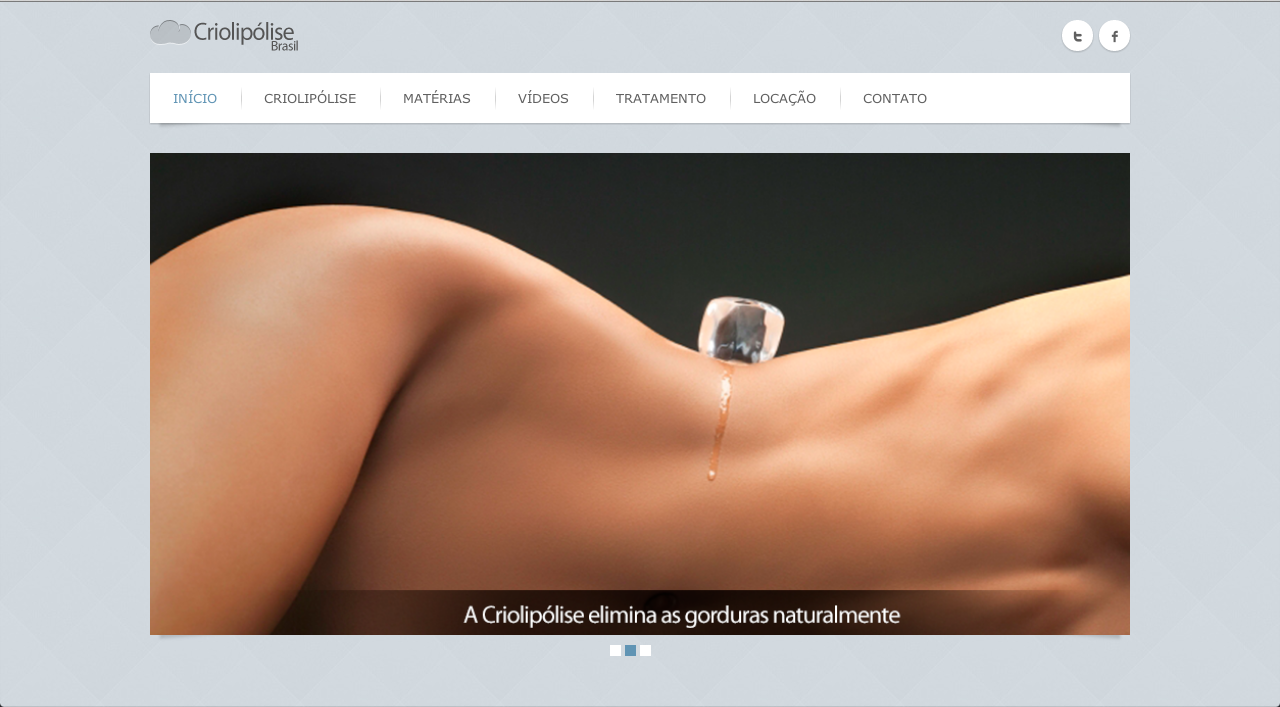 Criolipólise
Brasil
INÍCIO
CRIOLIPÓLISE
MATÉRIAS
VÍDEOS
TRATAMENTO
LOCAÇÃO
CONTATO
A Criolipólise elimina as gorduras naturalmente